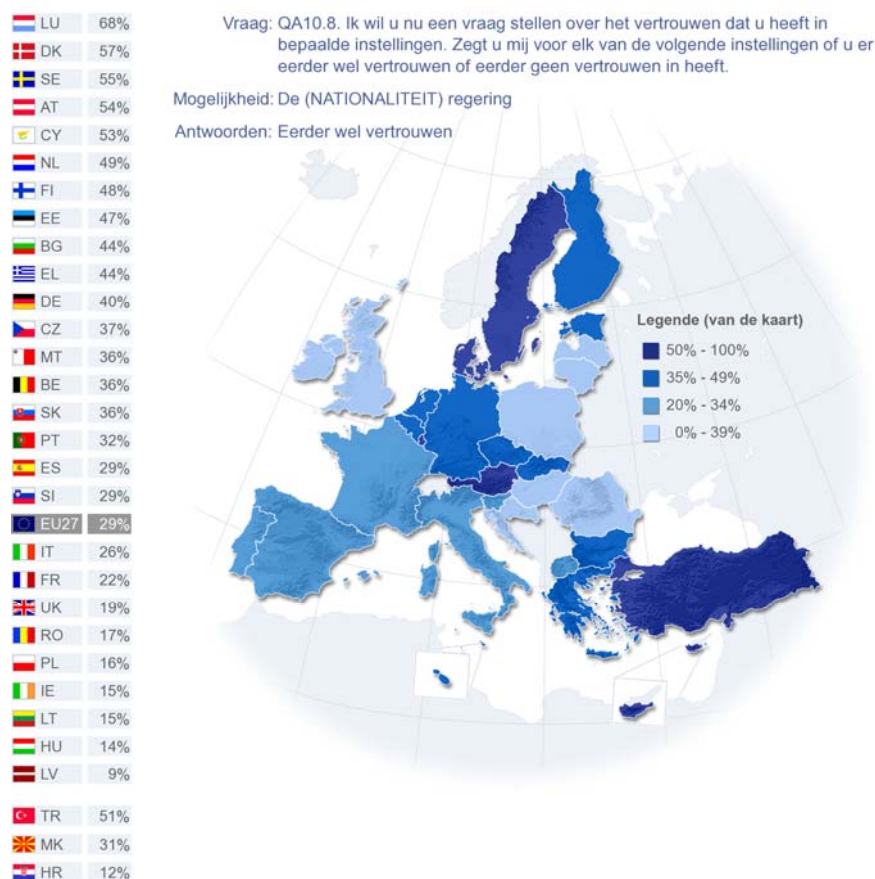 Vraag: QA10.8. Ik wil u nu een vraag stellen over het vertrouwen dat u heeft in
bepaalde instellingen. Zegt u mij voor elk van de volgende instellingen of u er
eerder wel vertrouwen of eerder geen vertrouwen in heeft.
Mogelijkheid: De (NATIONALITEIT) regering
Antwoorden: Eerder wel vertrouwen
LU 68%
DK 57%
SE 55%
AT 54%
CY 53%
NL 49%
FI 48%
EE 47%
BG 44%
EL 44%
DE 40%
CZ 37%
MT 36%
BE 36%
SK 36%
PT 32%
ES 29%
SI 29%
EU27 29%
IT 26%
FR 22%
UK 19%
RO 17%
PL 16%
IE 15%
LT 15%
HU 14%
LV 9%
TR 51%
MK 31%
HR 12%
Legende (van de kaart)
50% - 100%
35% - 49%
20% - 34%
0% - 39%